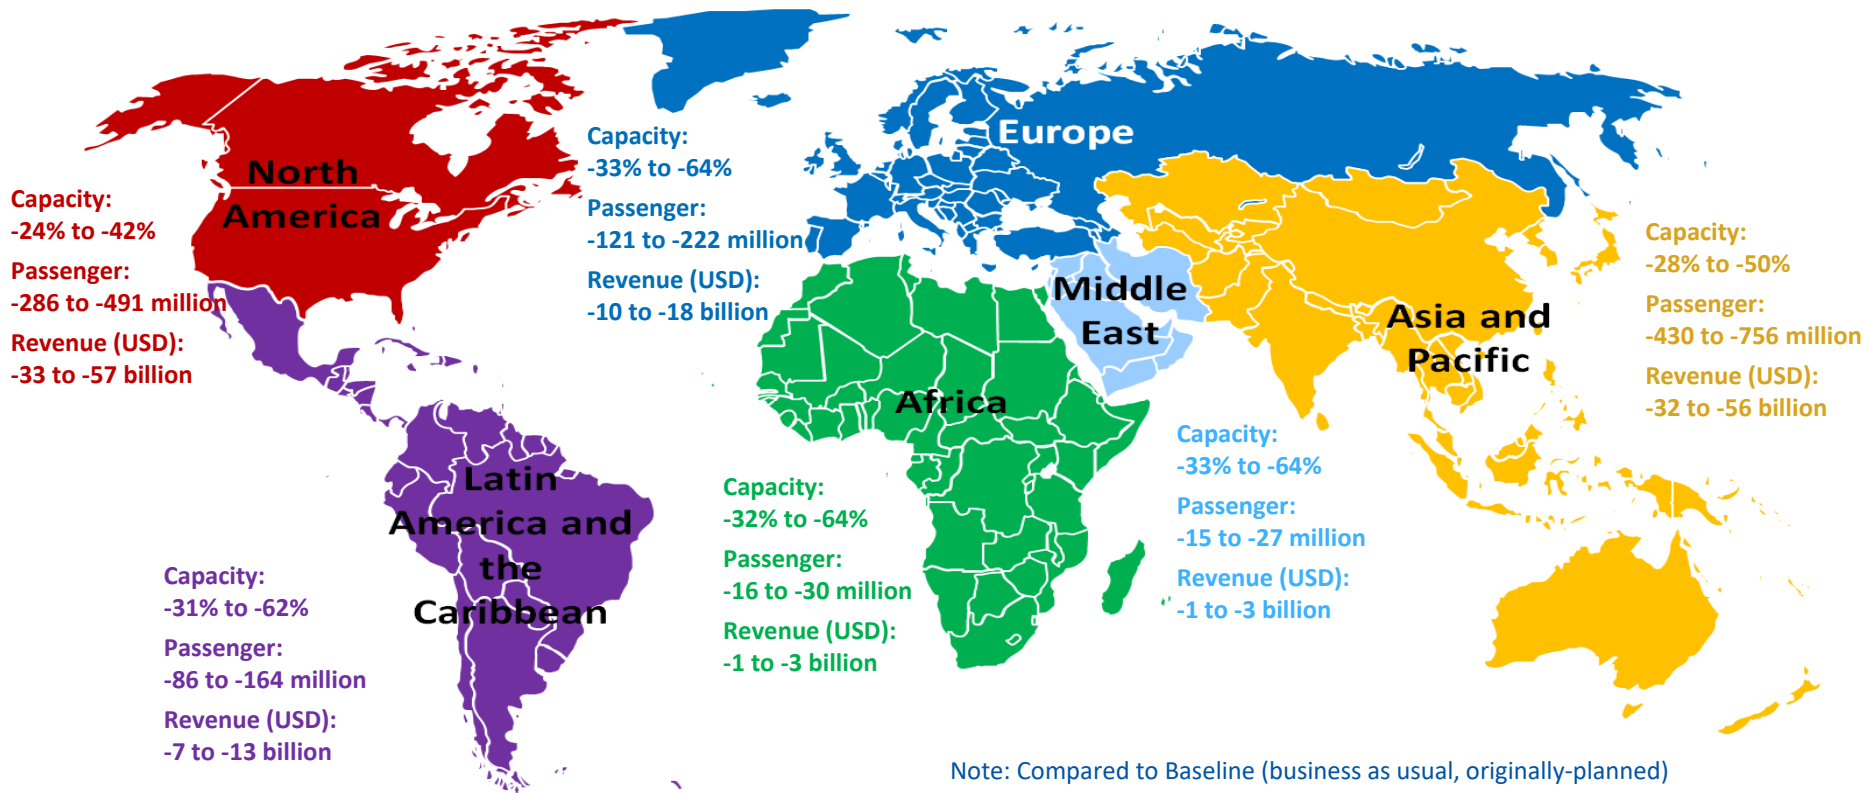 North
America
Capacity:
-24% to -42%
Passenger:
-286 to -491 million
Revenue (USD):
-33 to -57 billion
Europe
Capacity:
-33% to -64%
Passenger:
-121 to -222 million
Revenue (USD):
-10 to -18 billion
Middle
East
Capacity:
-33% to -64%
Passenger:
-15 to -27 million
Revenue (USD):
-1 to -3 billion
Asia and
Pacific
Capacity:
-28% to -50%
Passenger:
-430 to -756 million
Revenue (USD):
-32 to -56 billion
Africa
Capacity:
-32% to -64%
Passenger:
-16 to -30 million
Revenue (USD):
-1 to -3 billion
Latin
America and
the
Caribbean
Capacity:
-31% to -62%
Passenger:
-86 to -164 million
Revenue (USD):
-7 to -13 billion
Note: Compared to Baseline (business as usual, originally-planned)